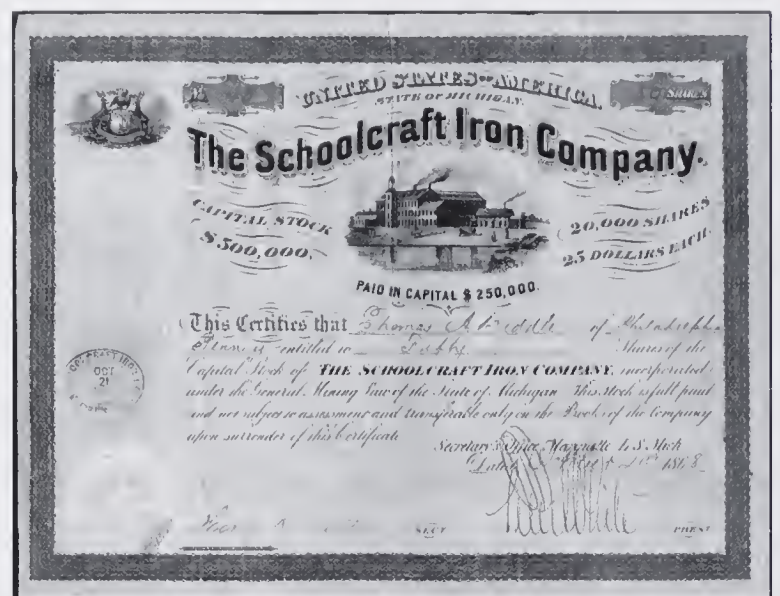 UNITED STATES OF AMERICA.
SHARES
STATE OF MICHIGAN.
The Schoolcraft Iron Company.
CAPITAL STOCK
$500,000.
20,000 SHARES
25 DOLLARS EACH.
PAID IN CAPITAL $250,000.
This Certifies that Thomas A of Philadelphia
entitled to Shares of the
Capital Stock of THE SCHOOLCRAFT IRON COMPANY, incorporated
under the General Mining Law of the State of Michigan This stock is full paid
and not subject to assessment and transferable only on the Books of the Company
upon surrender of this Certificate
Secretary's Office Marquette L.S. Mich
OCT
21
SECY
PREST